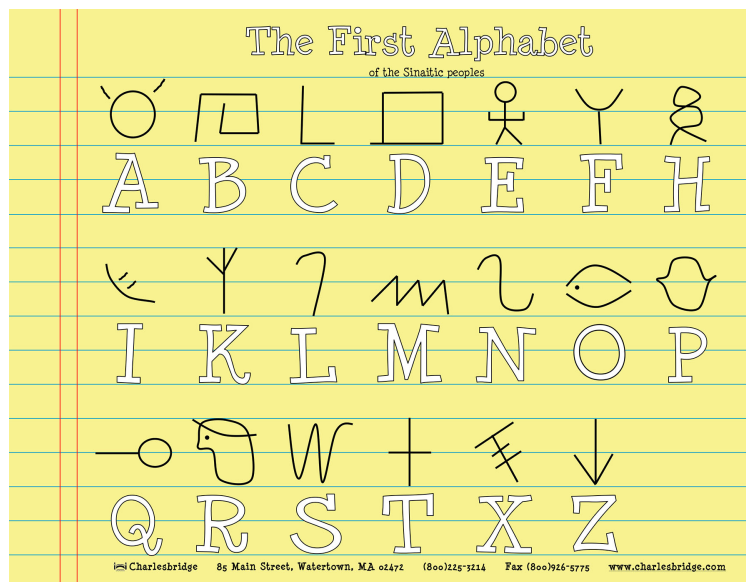 The First Alphabet
of the Sinaitic peoples
A B C D E F H
I K L M N O P
Q R S T X Z
Charlesbridge 85 Main Street, Watertown, MA 02472 (800)225-3214 Fax (800)926-5775 www.charlesbridge.com